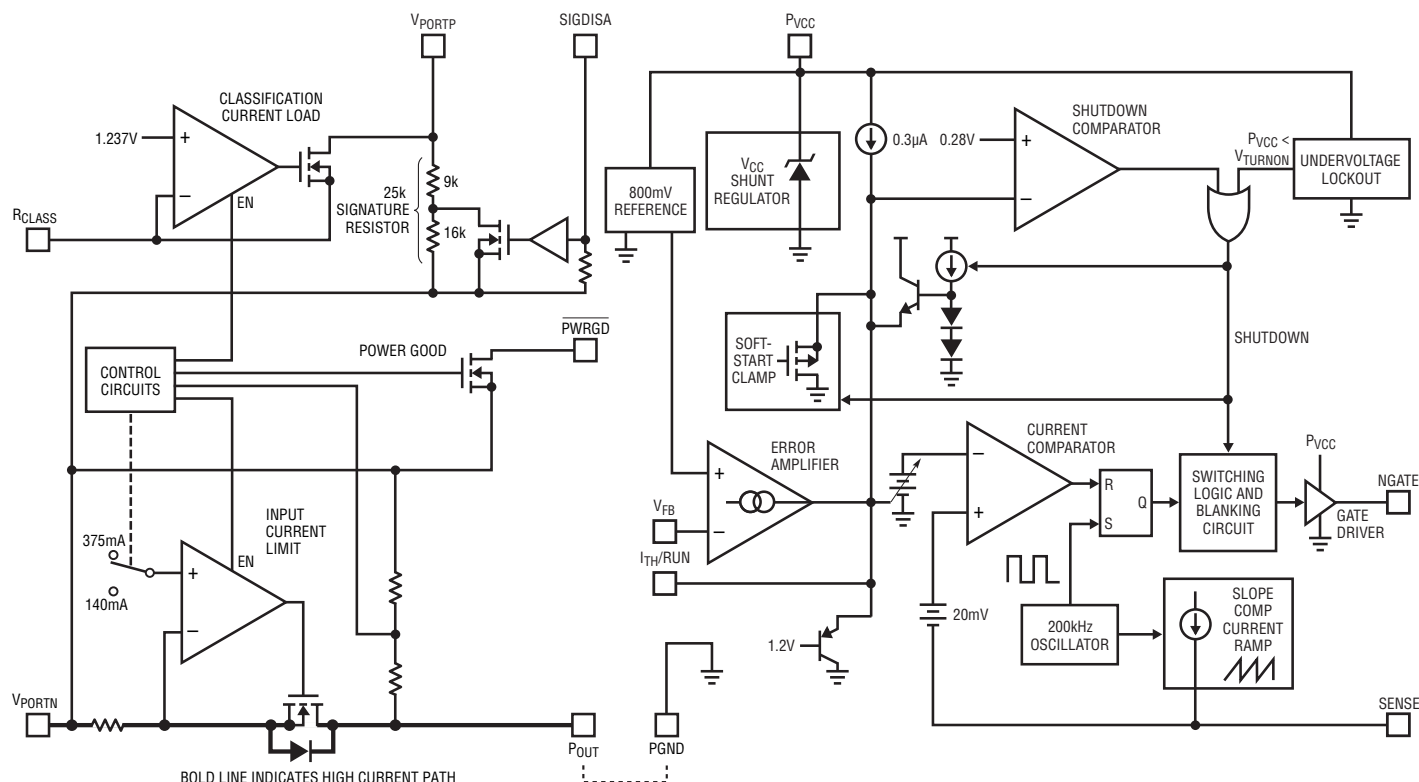 VPORTP
SIGDISA
PVCC
CLASSIFICATION
CURRENT LOAD
1.237V
+
−
EN
RCLASS
25k
SIGNATURE
RESISTOR
9k
16k
800mV
REFERENCE
VCC
SHUNT
REGULATOR
0.3µA
0.28V
+
−
SHUTDOWN
COMPARATOR
PVCC <
VTURNON
UNDERVOLTAGE
LOCKOUT
CONTROL
CIRCUITS
POWER GOOD
PWRGD
SOFT-
START
CLAMP
SHUTDOWN
375mA
140mA
INPUT
CURRENT
LIMIT
+
−
EN
VPORTN
POUT
BOLD LINE INDICATES HIGH CURRENT PATH
ERROR
AMPLIFIER
+
−
VFB
ITH/RUN
1.2V
PGND
CURRENT
COMPARATOR
−
+
20mV
R
S
Q
SWITCHING
LOGIC AND
BLANKING
CIRCUIT
PVCC
NGATE
GATE
DRIVER
200kHz
OSCILLATOR
SLOPE
COMP
CURRENT
RAMP
SENSE